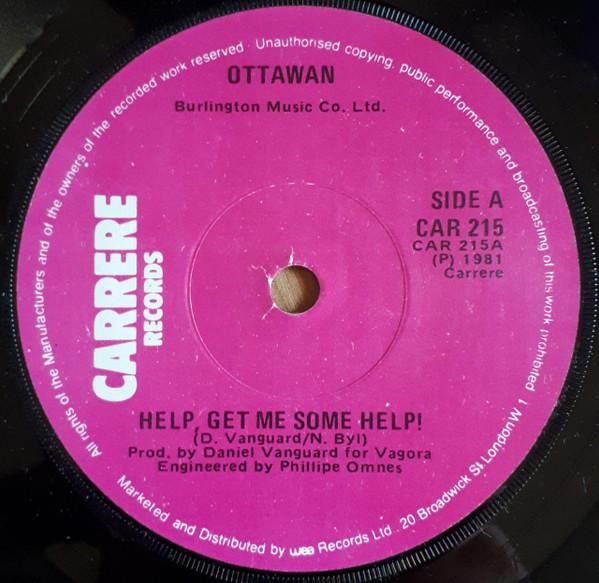 OTTAWAN
Burlington Music Co. Ltd.
SIDE A
CAR 215
CAR 215A
(P) 1981
Carrere
CARRERE
RECORDS
HELP, GET ME SOME HELP!
(D. Vanguard/N. Byl)
Prod. by Daniel Vanguard for Vagora
Engineered by Phillipe Omnes
All rights of the Manufacturers and of the owners of the recorded work reserved · Unauthorised copying, public performance and broadcasting of this work prohibited
Marketed and Distributed by wea Records Ltd . 20 Broadwick St London W 1